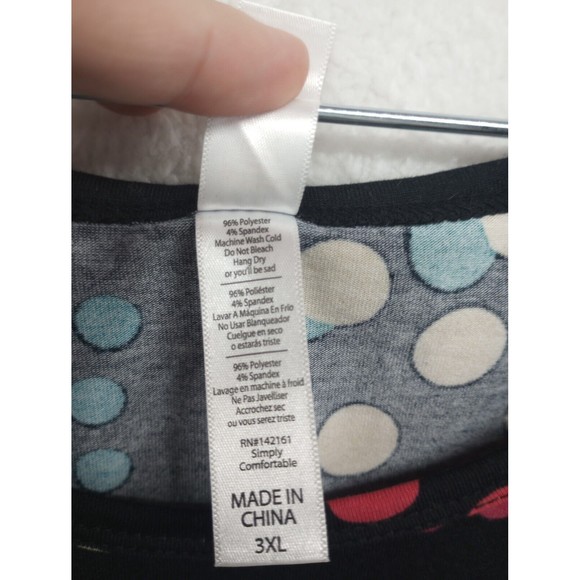 96% Polyester
4% Spandex
Machine Wash Cold
Do Not Bleach
Hang Dry
or you'll be sad
96% Poliéster
4% Spandex
Lavar A Máquina En Frio
No Usar Blanqueador
Cuelgue en seco
o estarás triste
96% Polyester
4% Spandex
Lavage en machine à froid
Ne Pas Javelliser
Accrochez sec
ou vous serez triste
RN#142161
Simply
Comfortable
MADE IN
CHINA
3XL